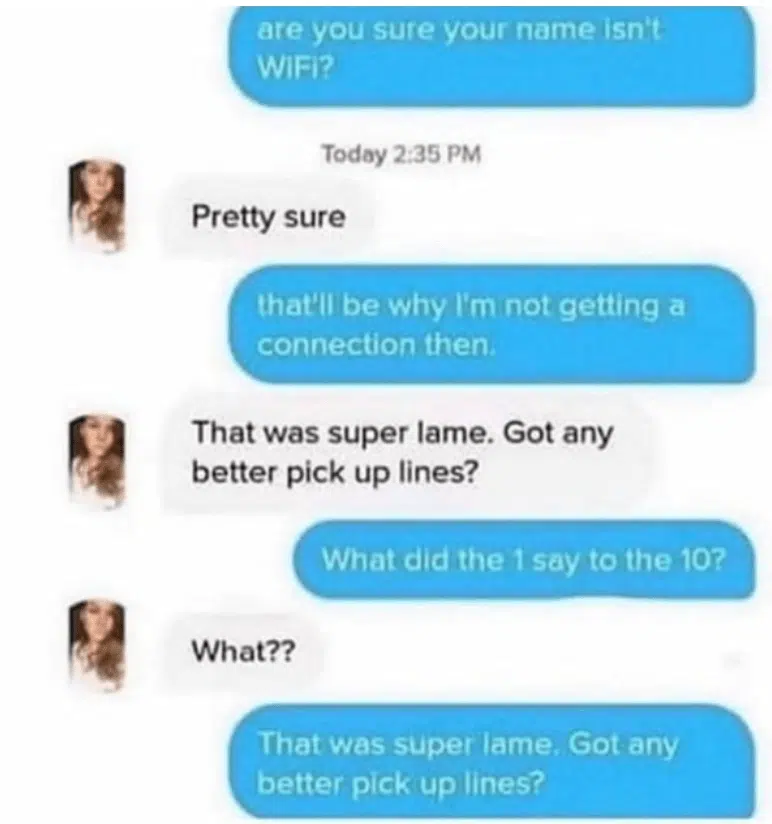 are you sure your name isn't
WiFi?
Today 2:35 PM
Pretty sure
that'll be why I'm not getting a
connection then.
That was super lame. Got any
better pick up lines?
What did the 1 say to the 10?
What??
That was super lame. Got any
better pick up lines?